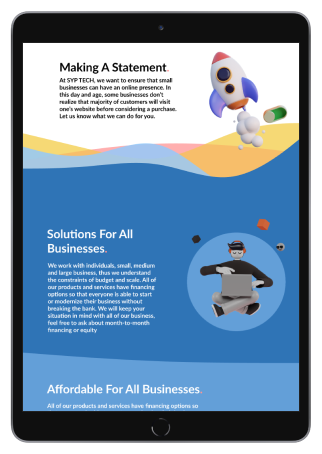 Making A Statement.
At SYP TECH, we want to ensure that small
businesses can have an online presence. In
this day and age, some businesses don't
realize that majority of customers will visit
one's website before considering a purchase.
Let us know what we can do for you.
Solutions For All
Businesses.
We work with individuals, small, medium
and large business, thus we understand
the constraints of budget and scale. All of
our products and services have financing
options so that everyone is able to start
or modernize their business without
breaking the bank. We will keep your
situation in mind with all of our business,
feel free to ask about month-to-month
financing or equity
Affordable For All Businesses.
All of our products and services have financing options so